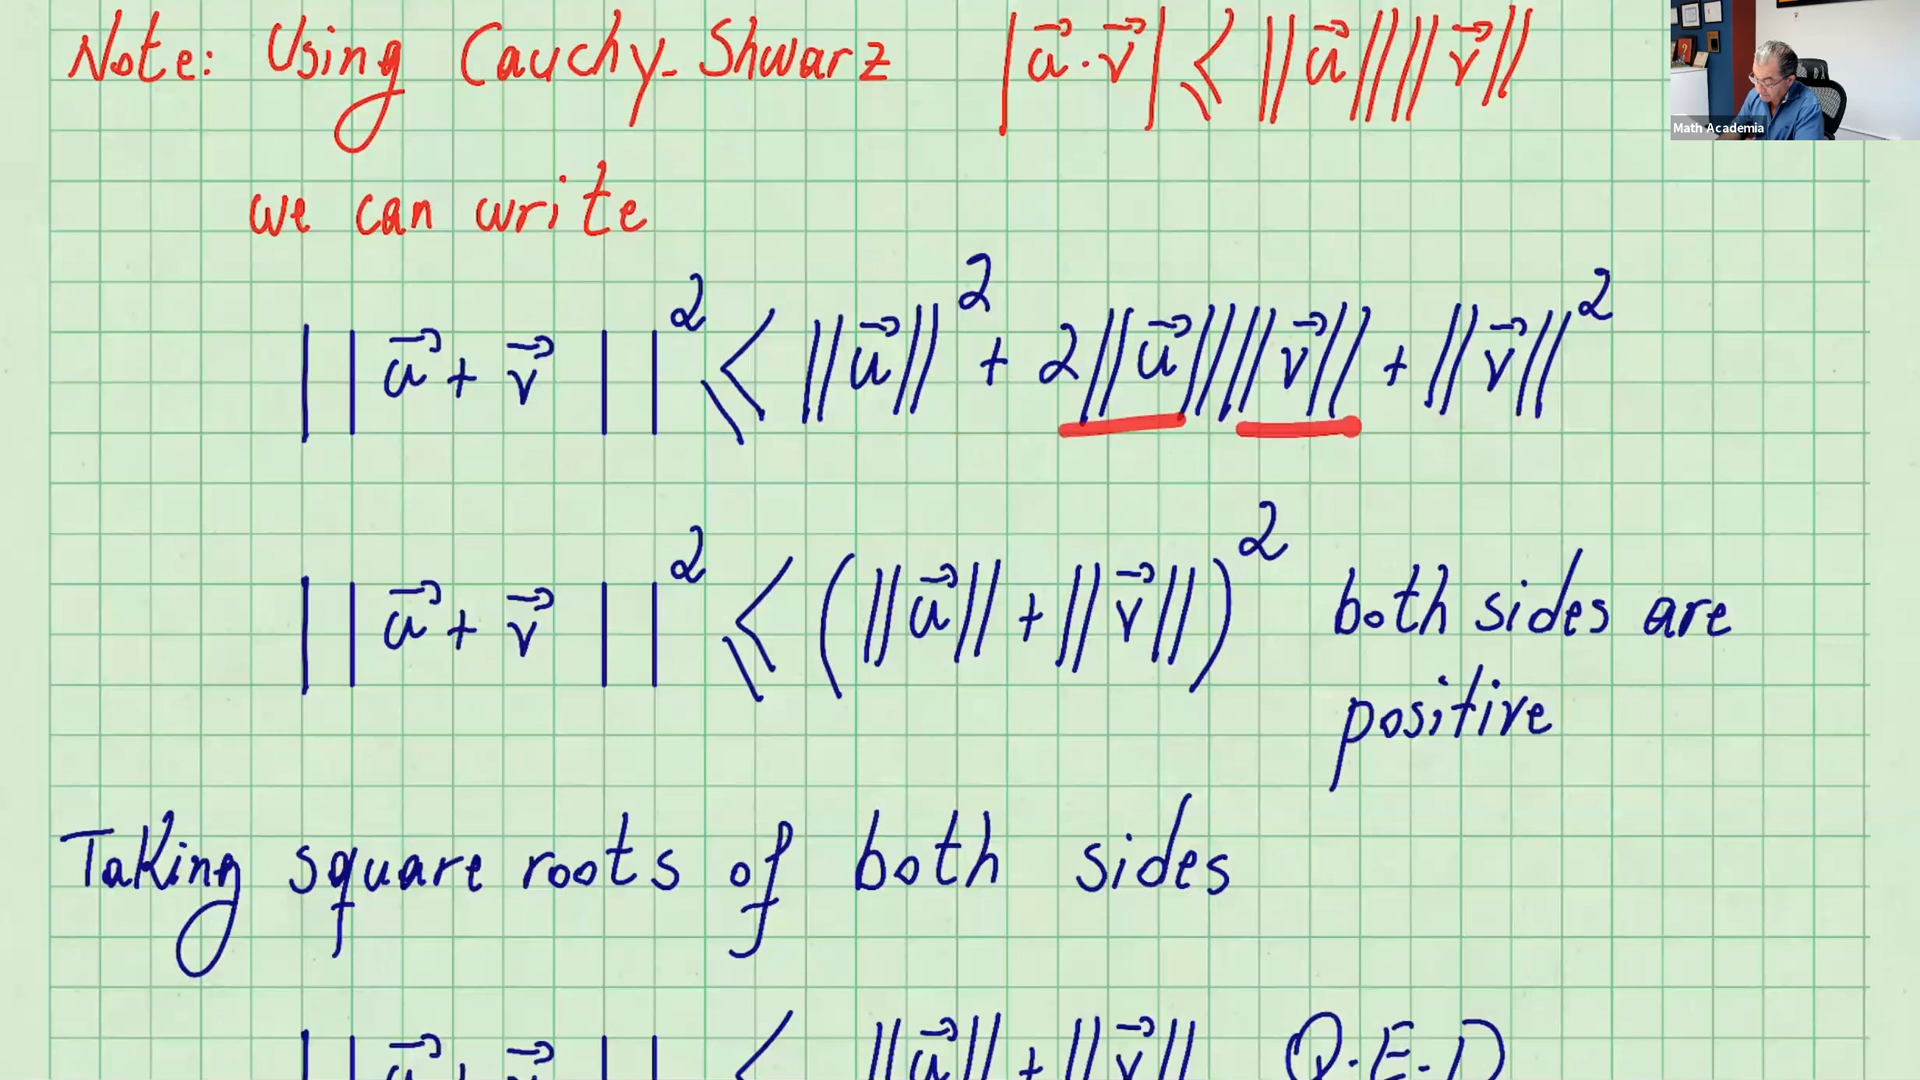 Note: Using Cauchy-Shwarz |u⃗·v⃗| ⩽ ||u⃗|| ||v⃗||
Math Academia
we can write
||u⃗ + v⃗||² ⩽ ||u⃗||² + 2||u⃗|| ||v⃗|| + ||v⃗||²
||u⃗ + v⃗||² ⩽ (||u⃗|| + ||v⃗||)² both sides are
positive
Taking square roots of both sides
||u⃗ + v⃗|| ⩽ ||u⃗|| + ||v⃗|| Q.E.D